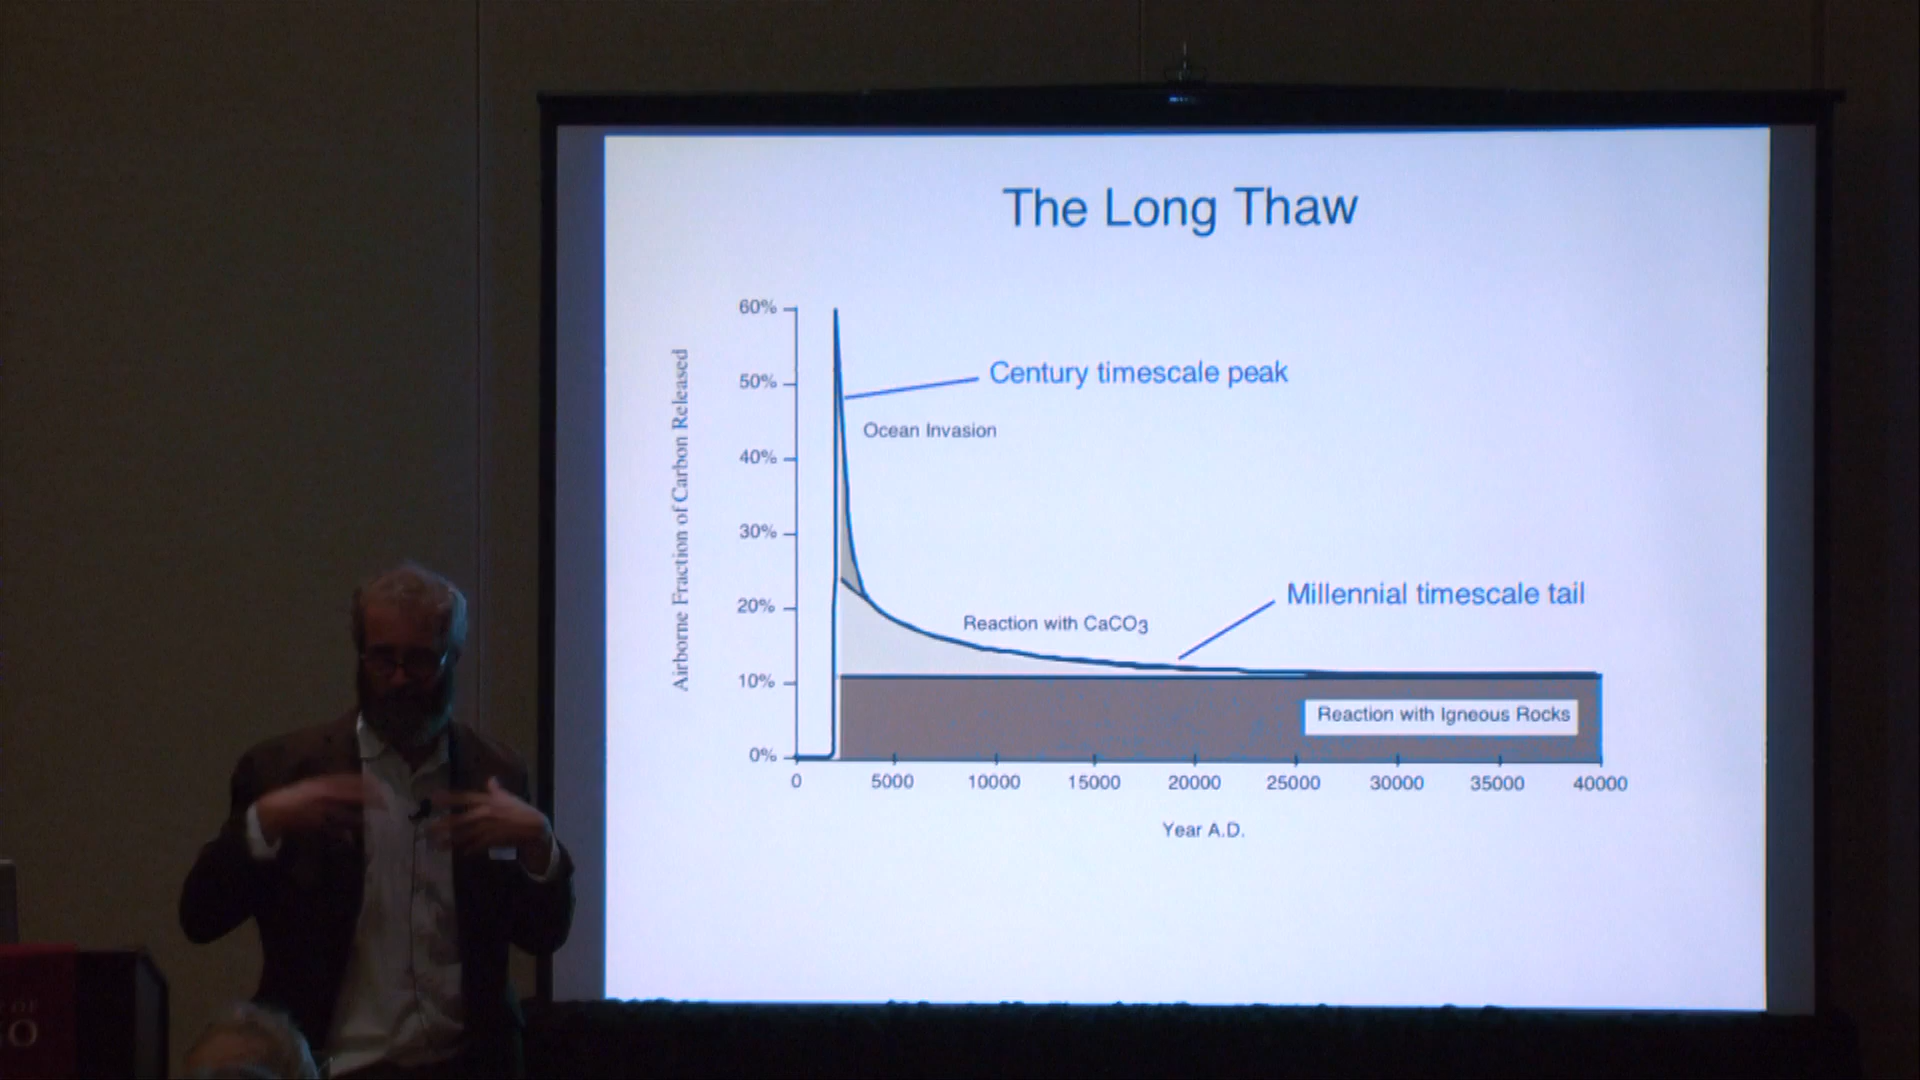 The Long Thaw
60%
50%
40%
30%
20%
10%
0%
Airborne Fraction of Carbon Released
Century timescale peak
Ocean Invasion
Millennial timescale tail
Reaction with CaCO3
Reaction with Igneous Rocks
0 5000 10000 15000 20000 25000 30000 35000 40000
Year A.D.